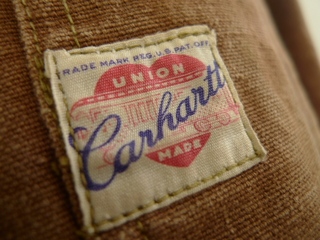 TRADE MARK REG. U.S. PAT. OFF.
UNION
Carhartt
MADE